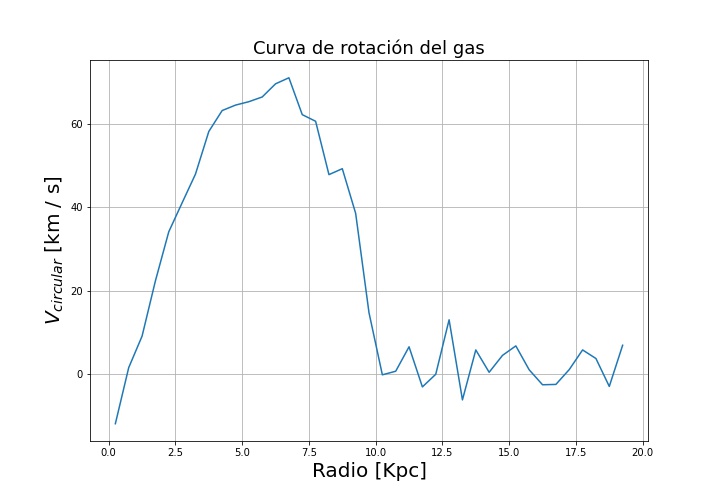 Curva de rotación del gas
V_circular [km / s]
60
40
20
0
0.0 2.5 5.0 7.5 10.0 12.5 15.0 17.5 20.0
Radio [Kpc]